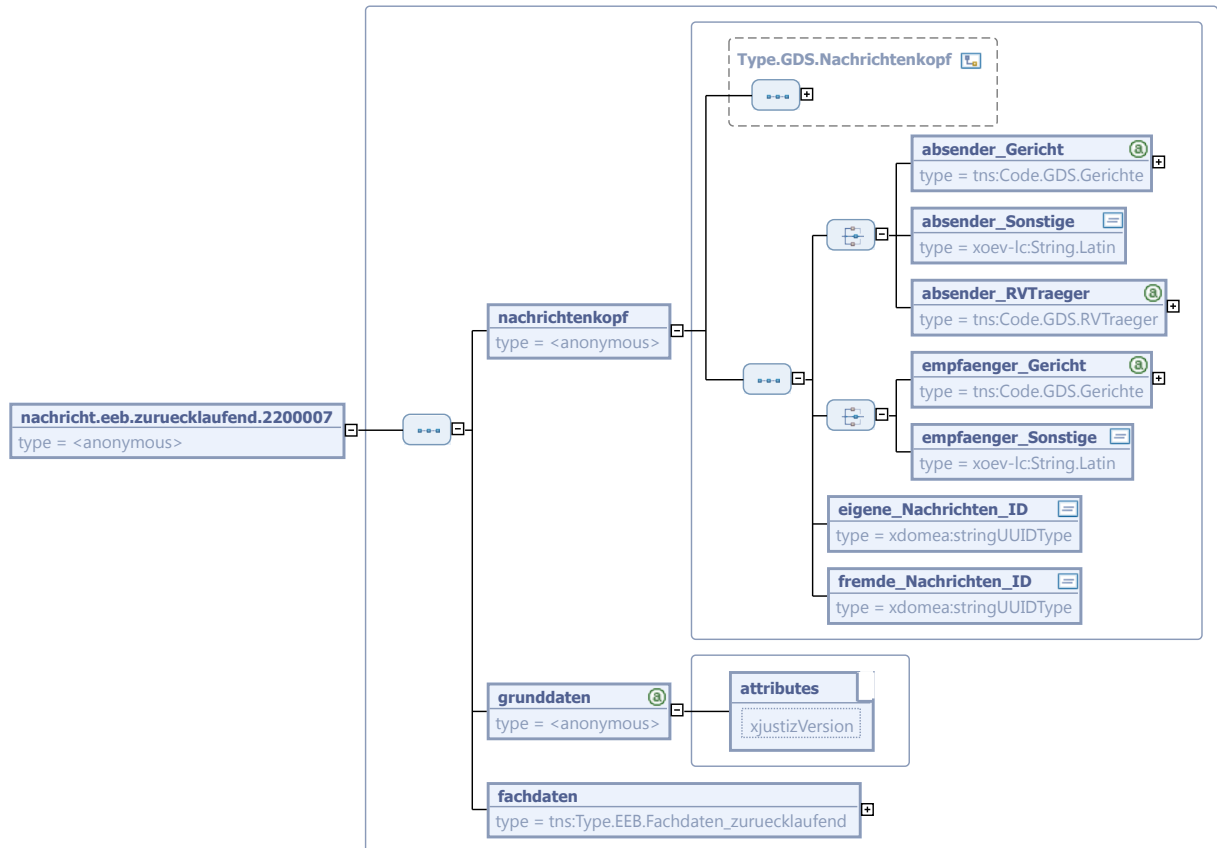 Type.GDS.Nachrichtenkopf
absender_Gericht
type = tns:Code.GDS.Gerichte
absender_Sonstige
type = xoev-lc:String.Latin
absender_RVTraeger
type = tns:Code.GDS.RVTraeger
nachrichtenkopf
type = <anonymous>
empfaenger_Gericht
type = tns:Code.GDS.Gerichte
nachricht.eeb.zuruecklaufend.2200007
type = <anonymous>
empfaenger_Sonstige
type = xoev-lc:String.Latin
eigene_Nachrichten_ID
type = xdomea:stringUUIDType
fremde_Nachrichten_ID
type = xdomea:stringUUIDType
grunddaten
type = <anonymous>
attributes
xjustizVersion
fachdaten
type = tns:Type.EEB.Fachdaten_zuruecklaufend